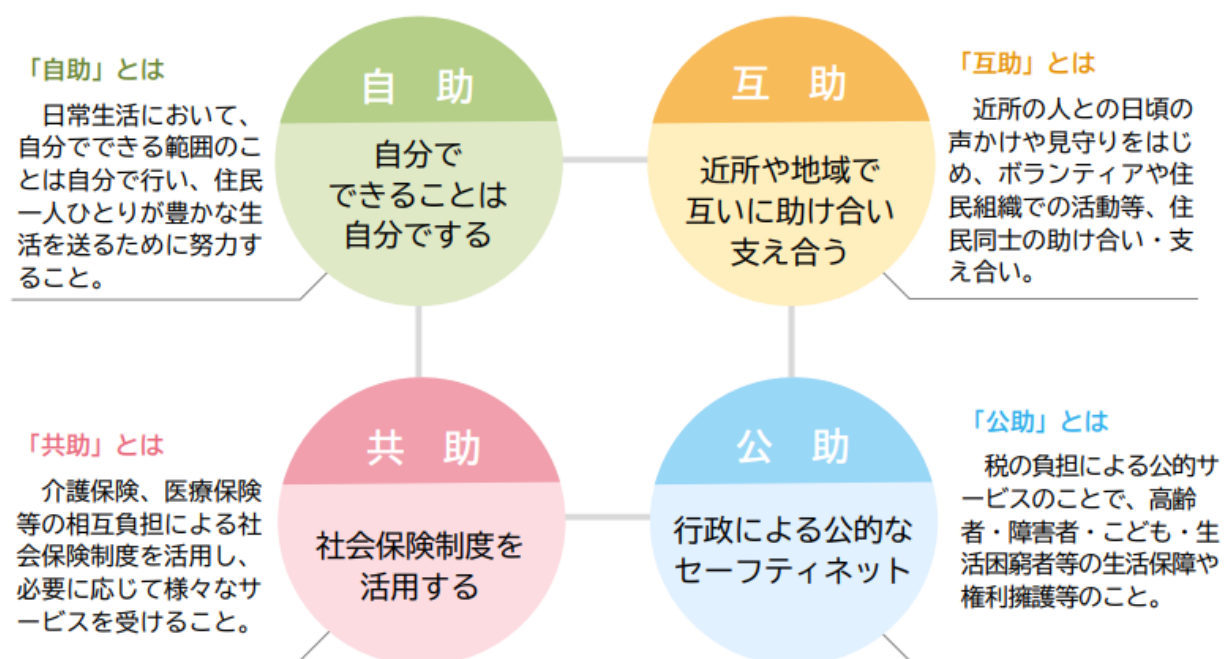 「自助」とは
　日常生活において、
自分でできる範囲のこ
とは自分で行い、住民
一人ひとりが豊かな生
活を送るために努力す
ること。
自　助
自分で
できることは
自分でする
互　助
近所や地域で
互いに助け合い
支え合う
「互助」とは
　近所の人との日頃の
声かけや見守りをはじ
め、ボランティアや住
民組織での活動等、住
民同士の助け合い・支
え合い。
「共助」とは
　介護保険、医療保険
等の相互負担による社
会保険制度を活用し、
必要に応じて様々なサ
ービスを受けること。
共　助
社会保険制度を
活用する
公　助
行政による公的な
セーフティネット
「公助」とは
　税の負担による公的サ
ービスのことで、高齢
者・障害者・こども・生
活困窮者等の生活保障や
権利擁護等のこと。